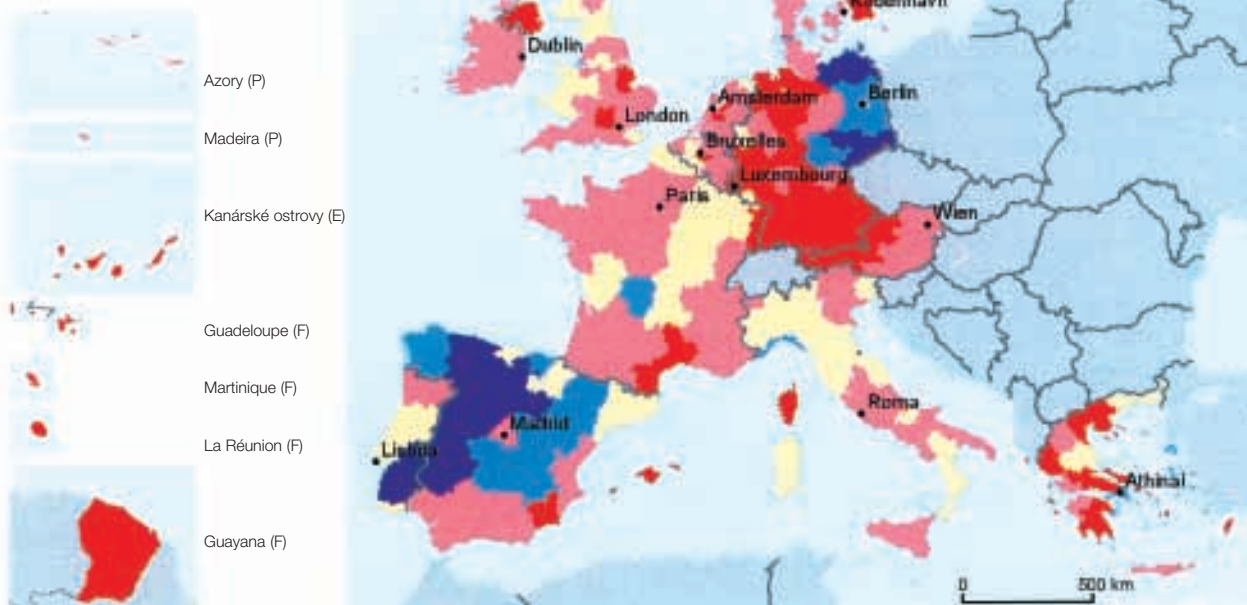 Azory (P)
Madeira (P)
Kanárské ostrovy (E)
Guadeloupe (F)
Martinique (F)
La Réunion (F)
Guayana (F)
København
Dublin
Amsterdam
Berlin
London
Bruxelles
Luxembourg
Paris
Wien
Roma
Madrid
Lisboa
Athinai
0 500 km